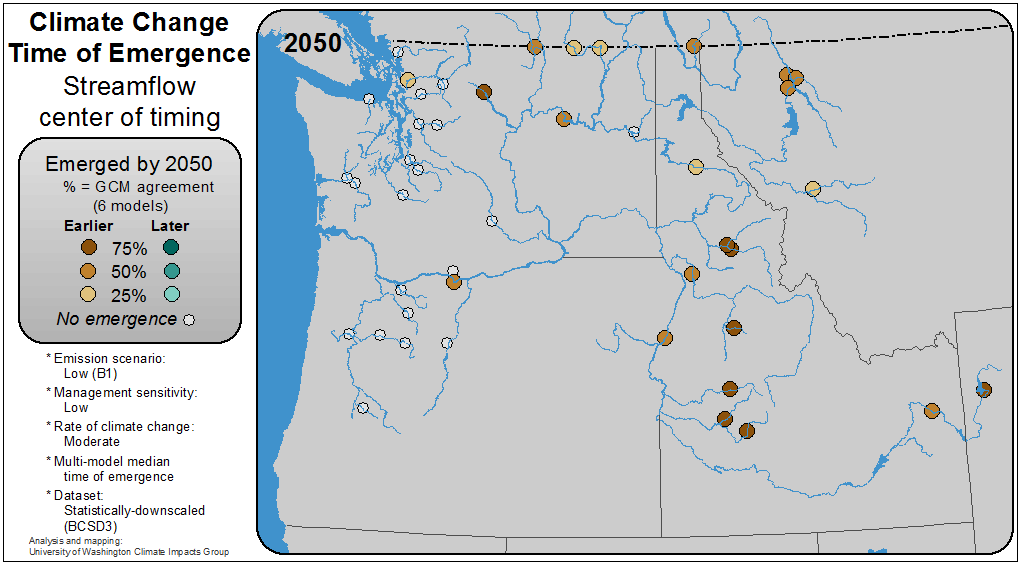 Climate Change
Time of Emergence
Streamflow
center of timing
Emerged by 2050
% = GCM agreement
(6 models)
Earlier Later
75%
50%
25%
No emergence
* Emission scenario:
Low (B1)
* Management sensitivity:
Low
* Rate of climate change:
Moderate
* Multi-model median
time of emergence
* Dataset:
Statistically-downscaled
(BCSD3)
Analysis and mapping:
University of Washington Climate Impacts Group
2050